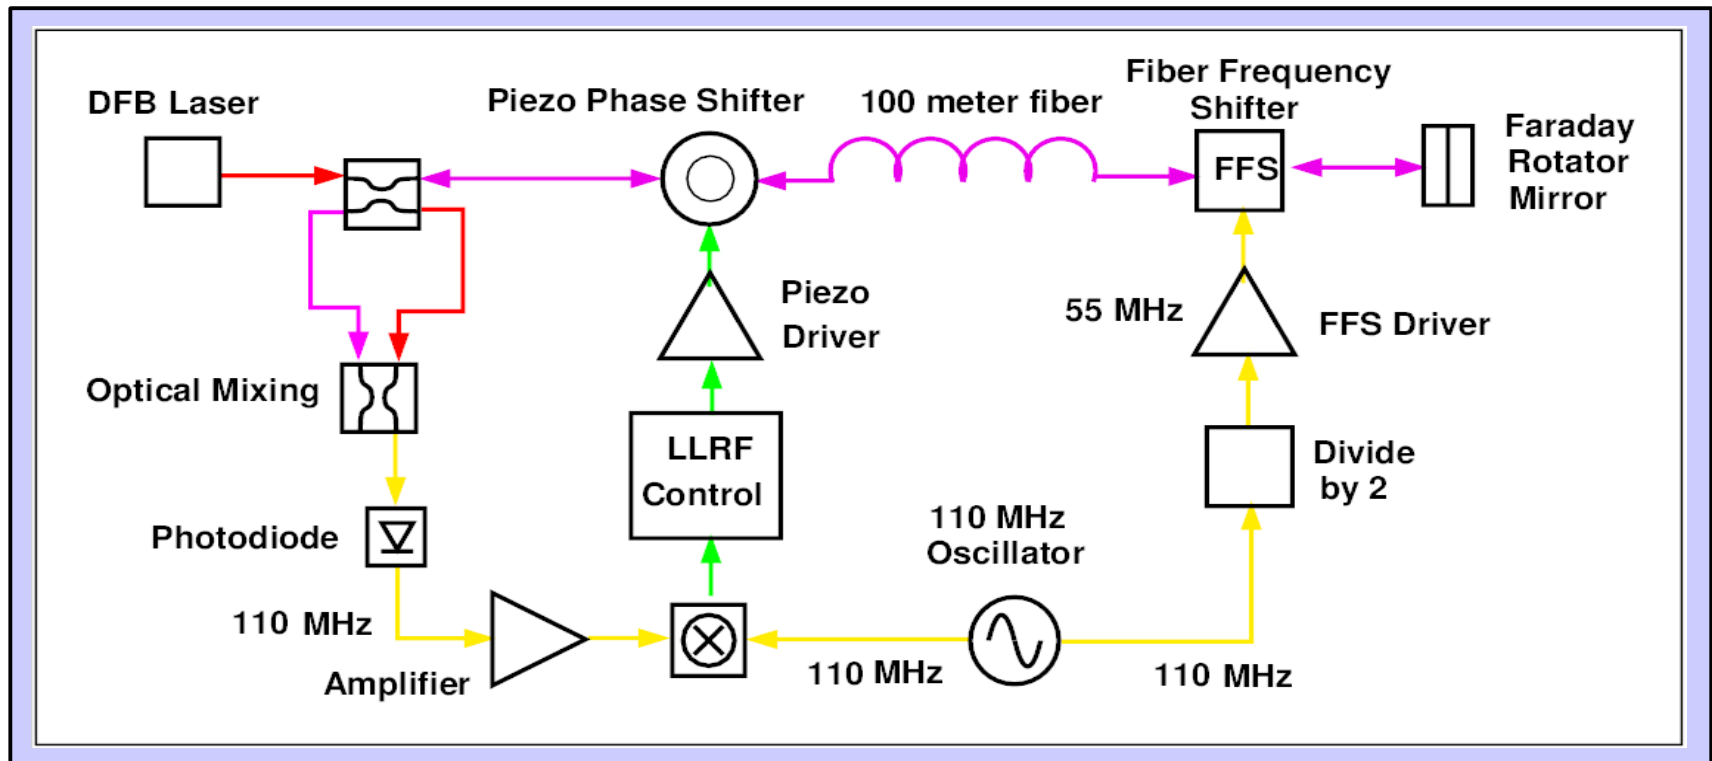 DFB Laser
Piezo Phase Shifter
100 meter fiber
Fiber Frequency
Shifter
FFS
Faraday
Rotator
Mirror
Piezo
Driver
55 MHz
FFS Driver
Optical Mixing
LLRF
Control
Divide
by 2
Photodiode
110 MHz
Oscillator
110 MHz
Amplifier
110 MHz
110 MHz